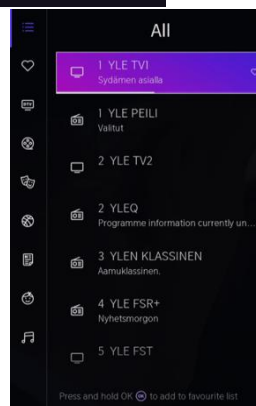 All
1 YLE TV1
Sydämen asialla
1 YLE PEILI
Valitut
2 YLE TV2
2 YLEQ
Programme information currently un...
3 YLEN KLASSINEN
Aamuklassinen.
4 YLE FSR+
Nyhetsmorgon
5 YLE FST
Press and hold OK OK to add to favourite list
DTV